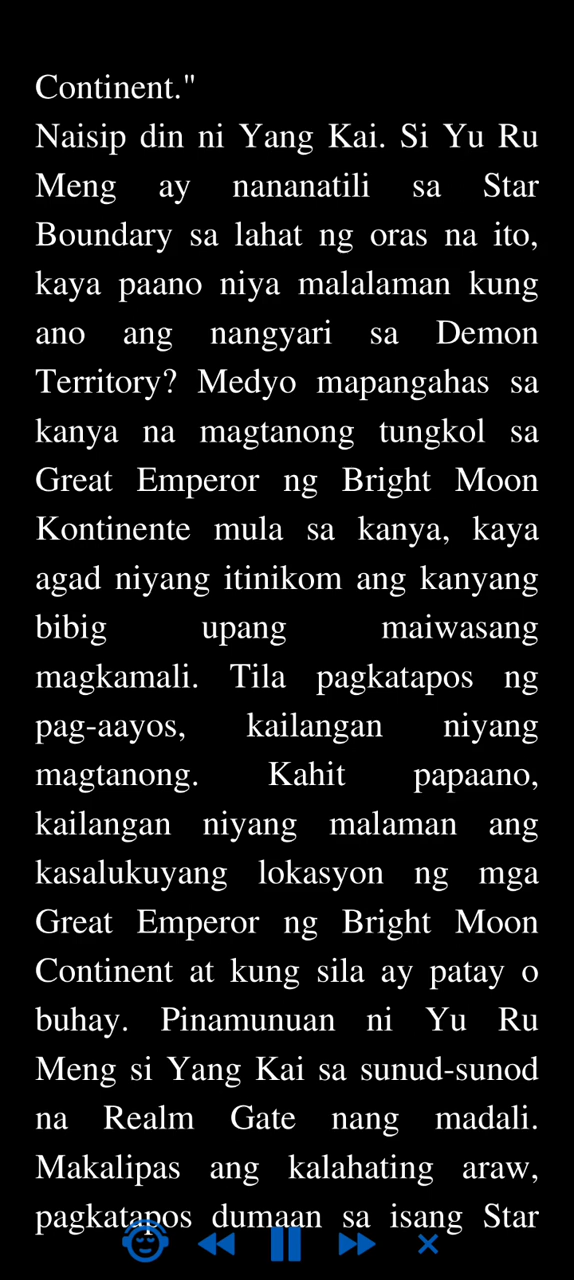 Continent."
Naisip din ni Yang Kai. Si Yu Ru
Meng ay nananatili sa Star
Boundary sa lahat ng oras na ito,
kaya paano niya malalaman kung
ano ang nangyari sa Demon
Territory? Medyo mapangahas sa
kanya na magtanong tungkol sa
Great Emperor ng Bright Moon
Kontinente mula sa kanya, kaya
agad niyang itinikom ang kanyang
bibig upang maiwasang
magkamali. Tila pagkatapos ng
pag-aayos, kailangan niyang
magtanong. Kahit papaano,
kailangan niyang malaman ang
kasalukuyang lokasyon ng mga
Great Emperor ng Bright Moon
Continent at kung sila ay patay o
buhay. Pinamunuan ni Yu Ru
Meng si Yang Kai sa sunud-sunod
na Realm Gate nang madali.
Makalipas ang kalahating araw,
pagkatapos dumaan sa isang Star